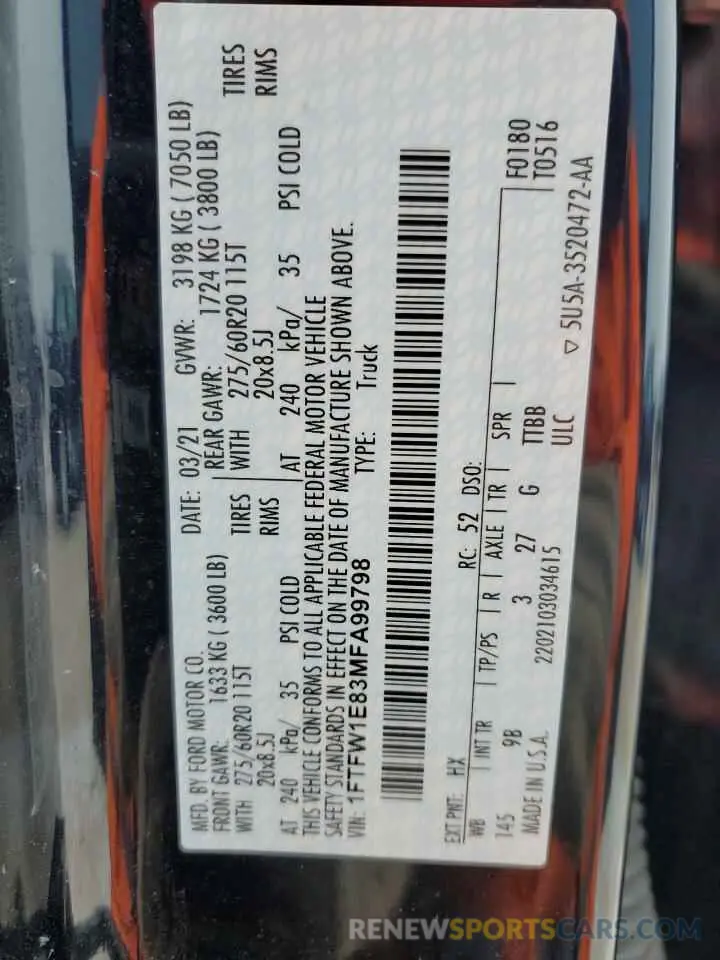 MFD. BY FORD MOTOR CO.
DATE: 03/21 GVWR: 3198 KG ( 7050 LB)
FRONT GAWR: 1633 KG ( 3600 LB) REAR GAWR: 1724 KG ( 3800 LB)
WITH 275/60R20 115T TIRES WITH 275/60R20 115T TIRES
20x8.5J RIMS 20x8.5J RIMS
AT 240 kPa/ 35 PSI COLD AT 240 kPa/ 35 PSI COLD
THIS VEHICLE CONFORMS TO ALL APPLICABLE FEDERAL MOTOR VEHICLE
SAFETY STANDARDS IN EFFECT ON THE DATE OF MANUFACTURE SHOWN ABOVE.
VIN: 1FTFW1E83MFA99798 TYPE: Truck
EXT PNT: HX RC: 52 DSO: F0180
T0516
WB INT TR TP/PS R AXLE TR SPR
145 9B 3 27 G TTBB
MADE IN U.S.A. 2202103034615 ULC
▽ 5U5A-3520472-AA
RENEWSPORTSCARS.COM